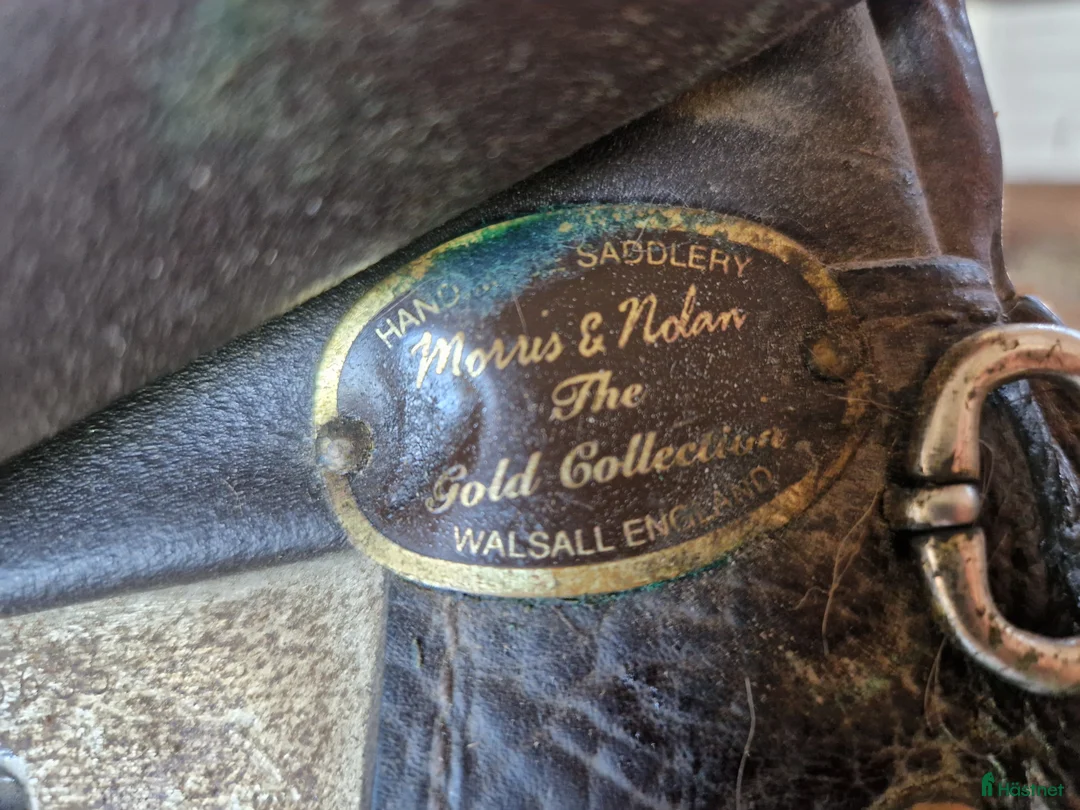 HAND SADDLERY
Morris & Nolan
The
Gold Collection
WALSALL ENGLAND
Hästnet